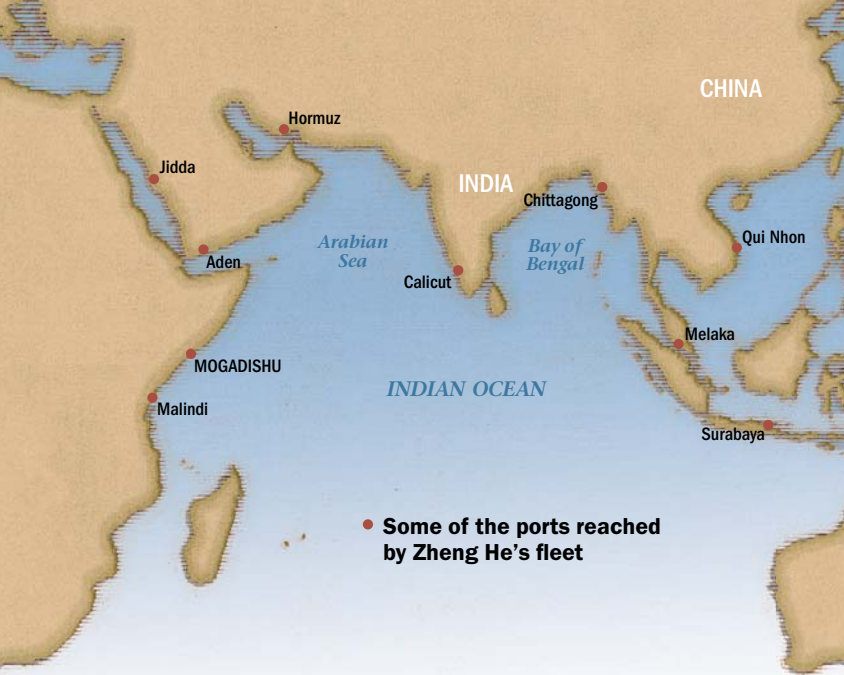 CHINA
Hormuz
Jidda
INDIA
Chittagong
Qui Nhon
Arabian
Sea
Bay of
Bengal
Aden
Calicut
Melaka
MOGADISHU
INDIAN OCEAN
Malindi
Surabaya
Some of the ports reached
by Zheng He’s fleet